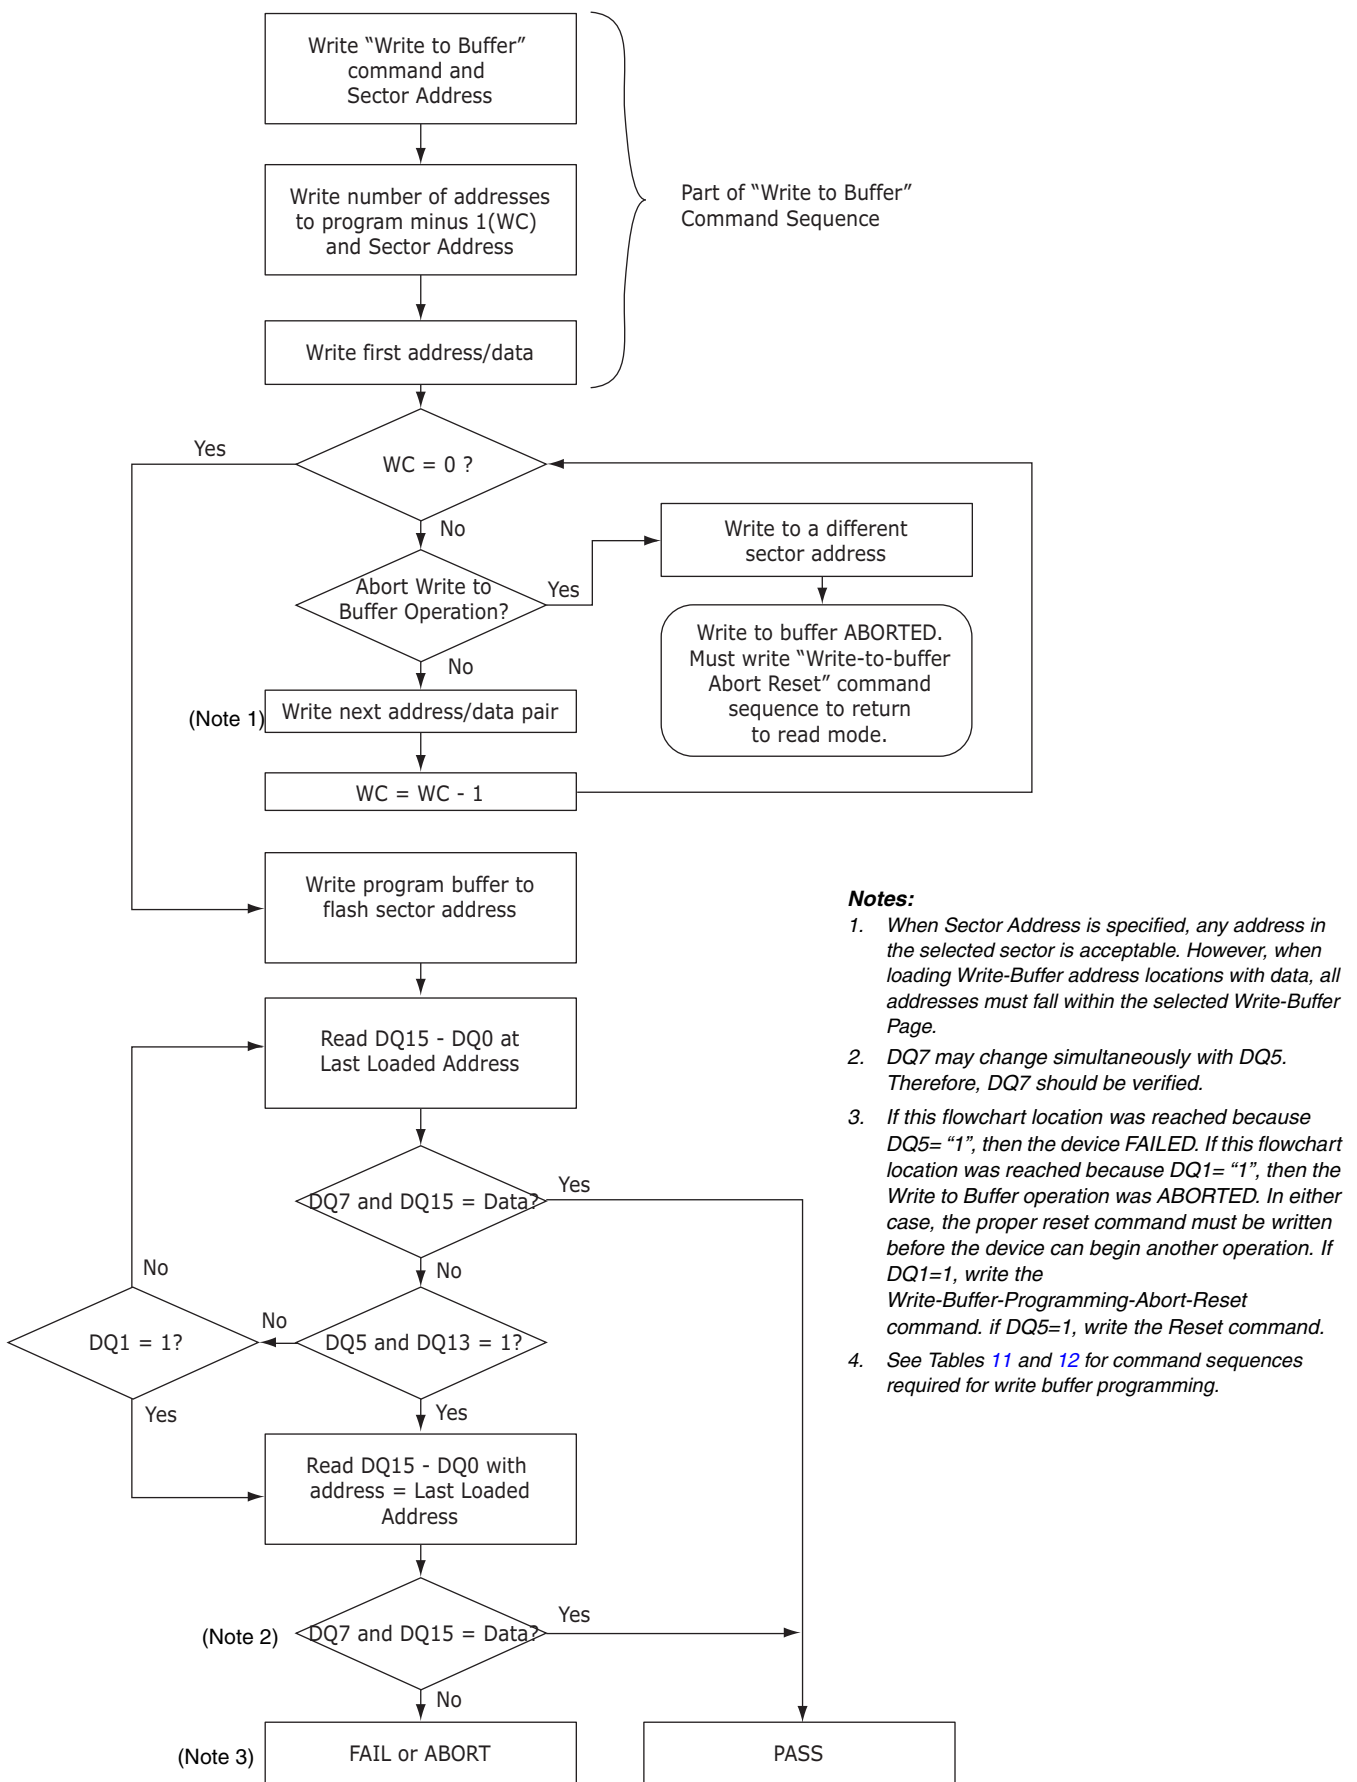 Write “Write to Buffer”
command and
Sector Address
Write number of addresses
to program minus 1(WC)
and Sector Address
Part of “Write to Buffer”
Command Sequence
Write first address/data
Yes
WC = 0 ?
No
Write to a different
sector address
Abort Write to
Buffer Operation?
Yes
Write to buffer ABORTED.
Must write “Write-to-buffer
Abort Reset” command
sequence to return
to read mode.
No
(Note 1)
Write next address/data pair
WC = WC - 1
Write program buffer to
flash sector address
Read DQ15 - DQ0 at
Last Loaded Address
DQ7 and DQ15 = Data?
Yes
No
No
DQ1 = 1?
No
DQ5 and DQ13 = 1?
Yes
Yes
Read DQ15 - DQ0 with
address = Last Loaded
Address
(Note 2)
DQ7 and DQ15 = Data?
Yes
No
(Note 3)
FAIL or ABORT
PASS
Notes:
1. When Sector Address is specified, any address in
the selected sector is acceptable. However, when
loading Write-Buffer address locations with data, all
addresses must fall within the selected Write-Buffer
Page.
2. DQ7 may change simultaneously with DQ5.
Therefore, DQ7 should be verified.
3. If this flowchart location was reached because
DQ5= “1”, then the device FAILED. If this flowchart
location was reached because DQ1= “1”, then the
Write to Buffer operation was ABORTED. In either
case, the proper reset command must be written
before the device can begin another operation. If
DQ1=1, write the
Write-Buffer-Programming-Abort-Reset
command. if DQ5=1, write the Reset command.
4. See Tables 11 and 12 for command sequences
required for write buffer programming.